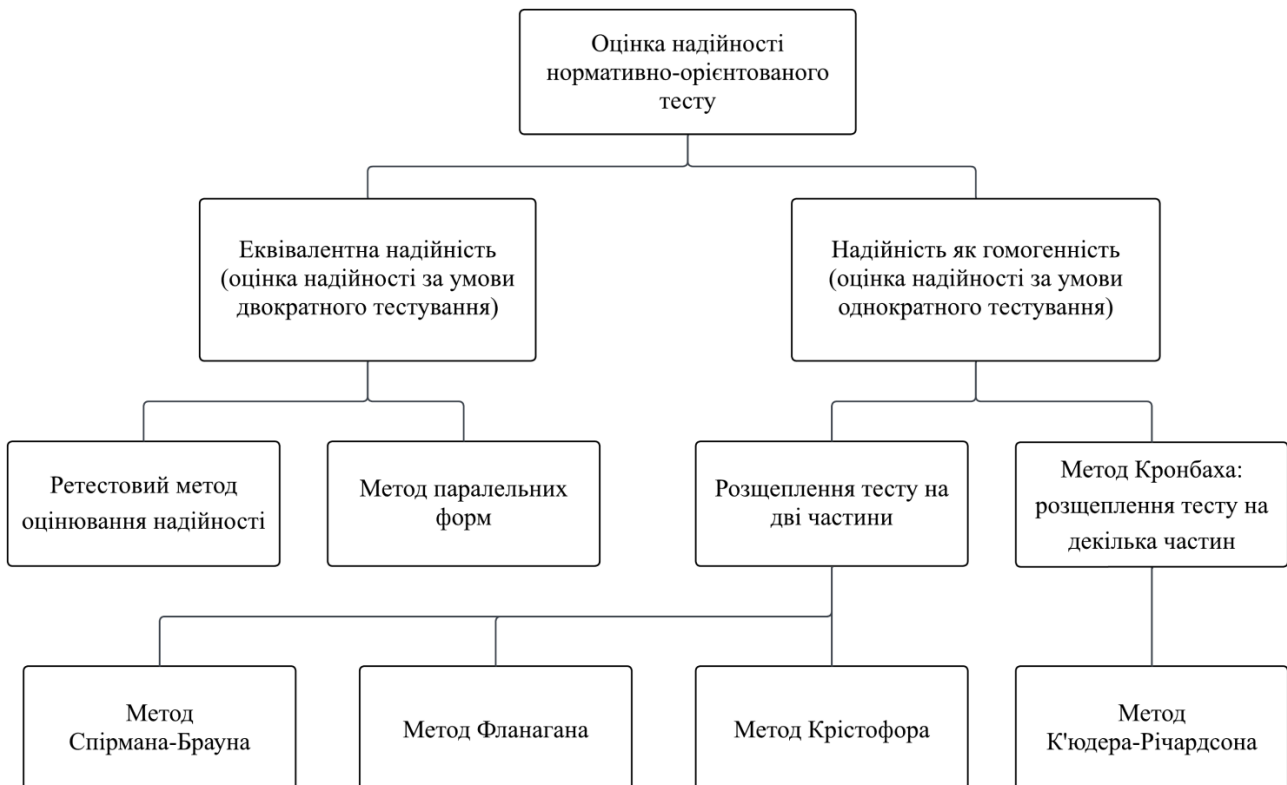 Оцінка надійності
нормативно-орієнтованого
тесту
Еквівалентна надійність
(оцінка надійності за умови
двократного тестування)
Надійність як гомогенність
(оцінка надійності за умови
однократного тестування)
Ретестовий метод
оцінювання надійності
Метод паралельних
форм
Розщеплення тесту на
дві частини
Метод Кронбаха:
розщеплення тесту на
декілька частин
Метод
Спірмана-Брауна
Метод Фланагана
Метод Крістофора
Метод
К'юдера-Річардсона